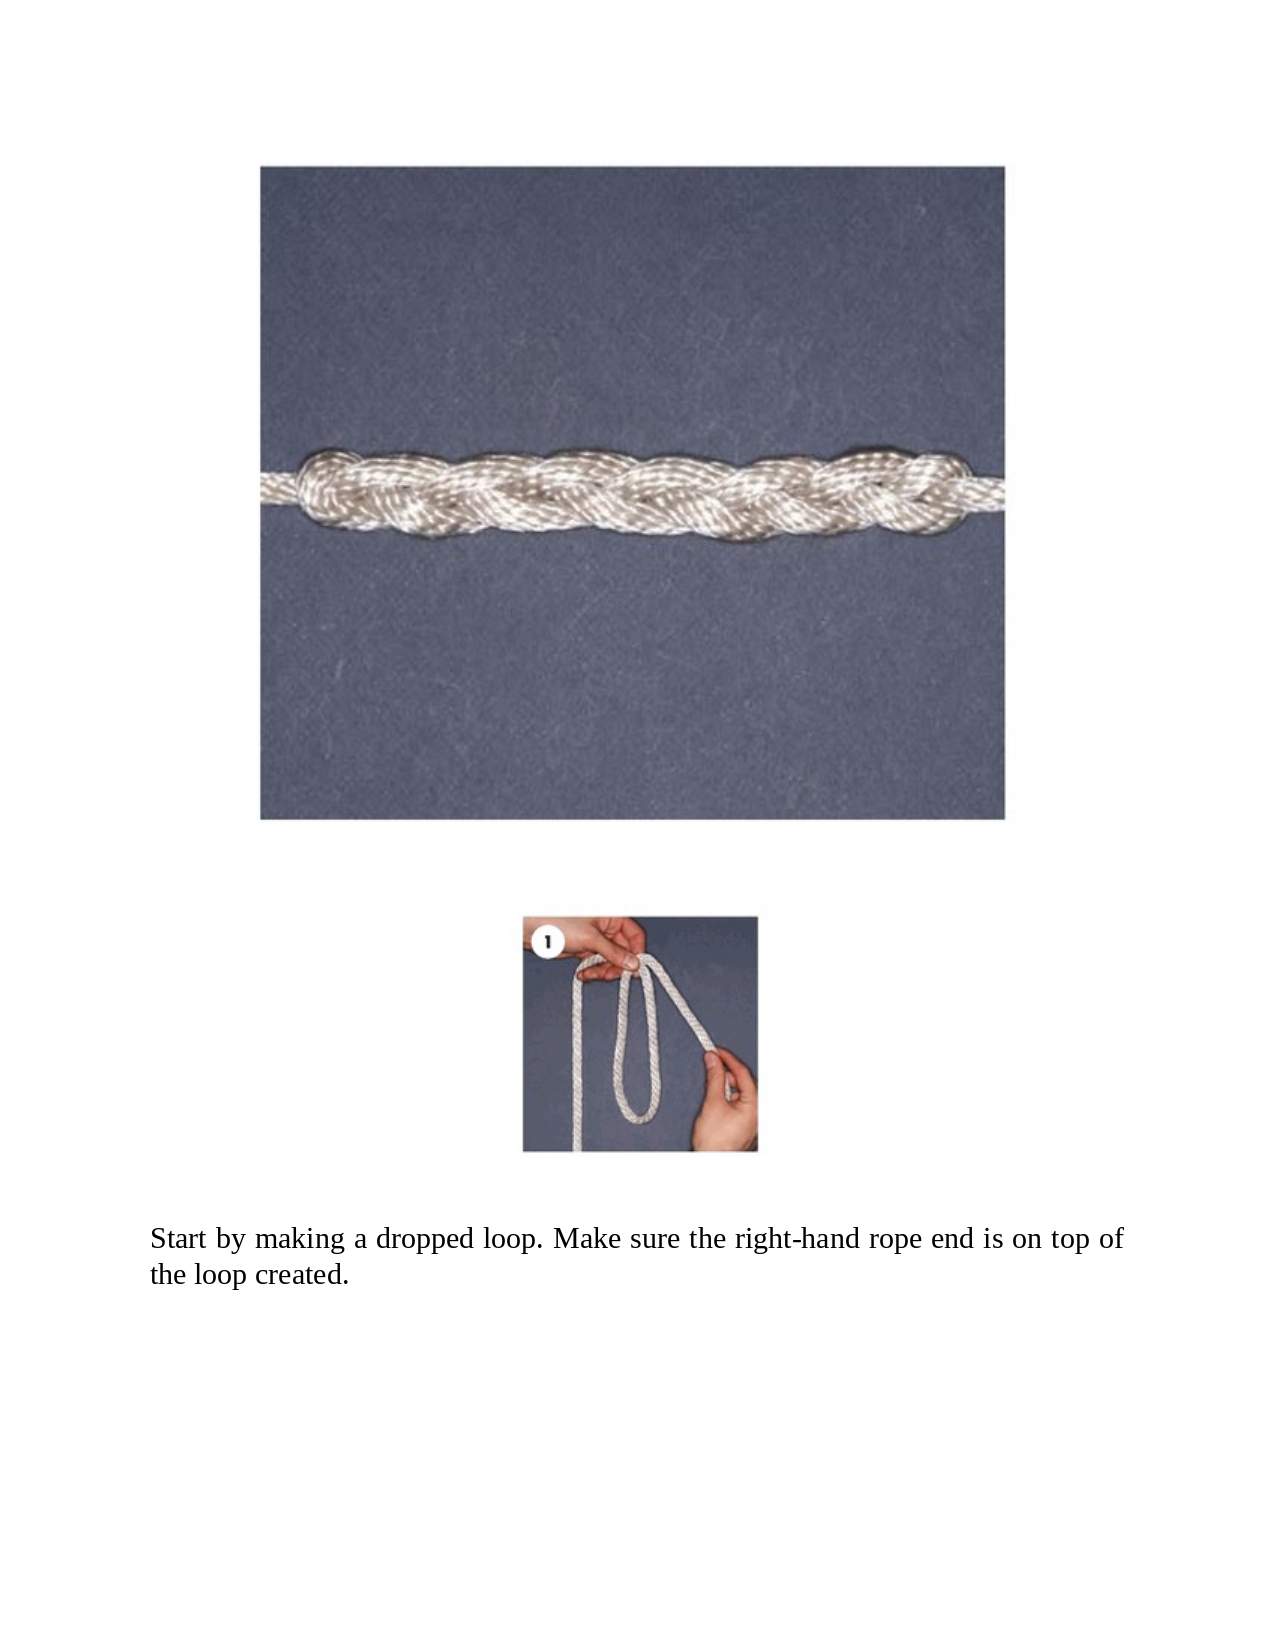 1
Start by making a dropped loop. Make sure the right-hand rope end is on top of
the loop created.